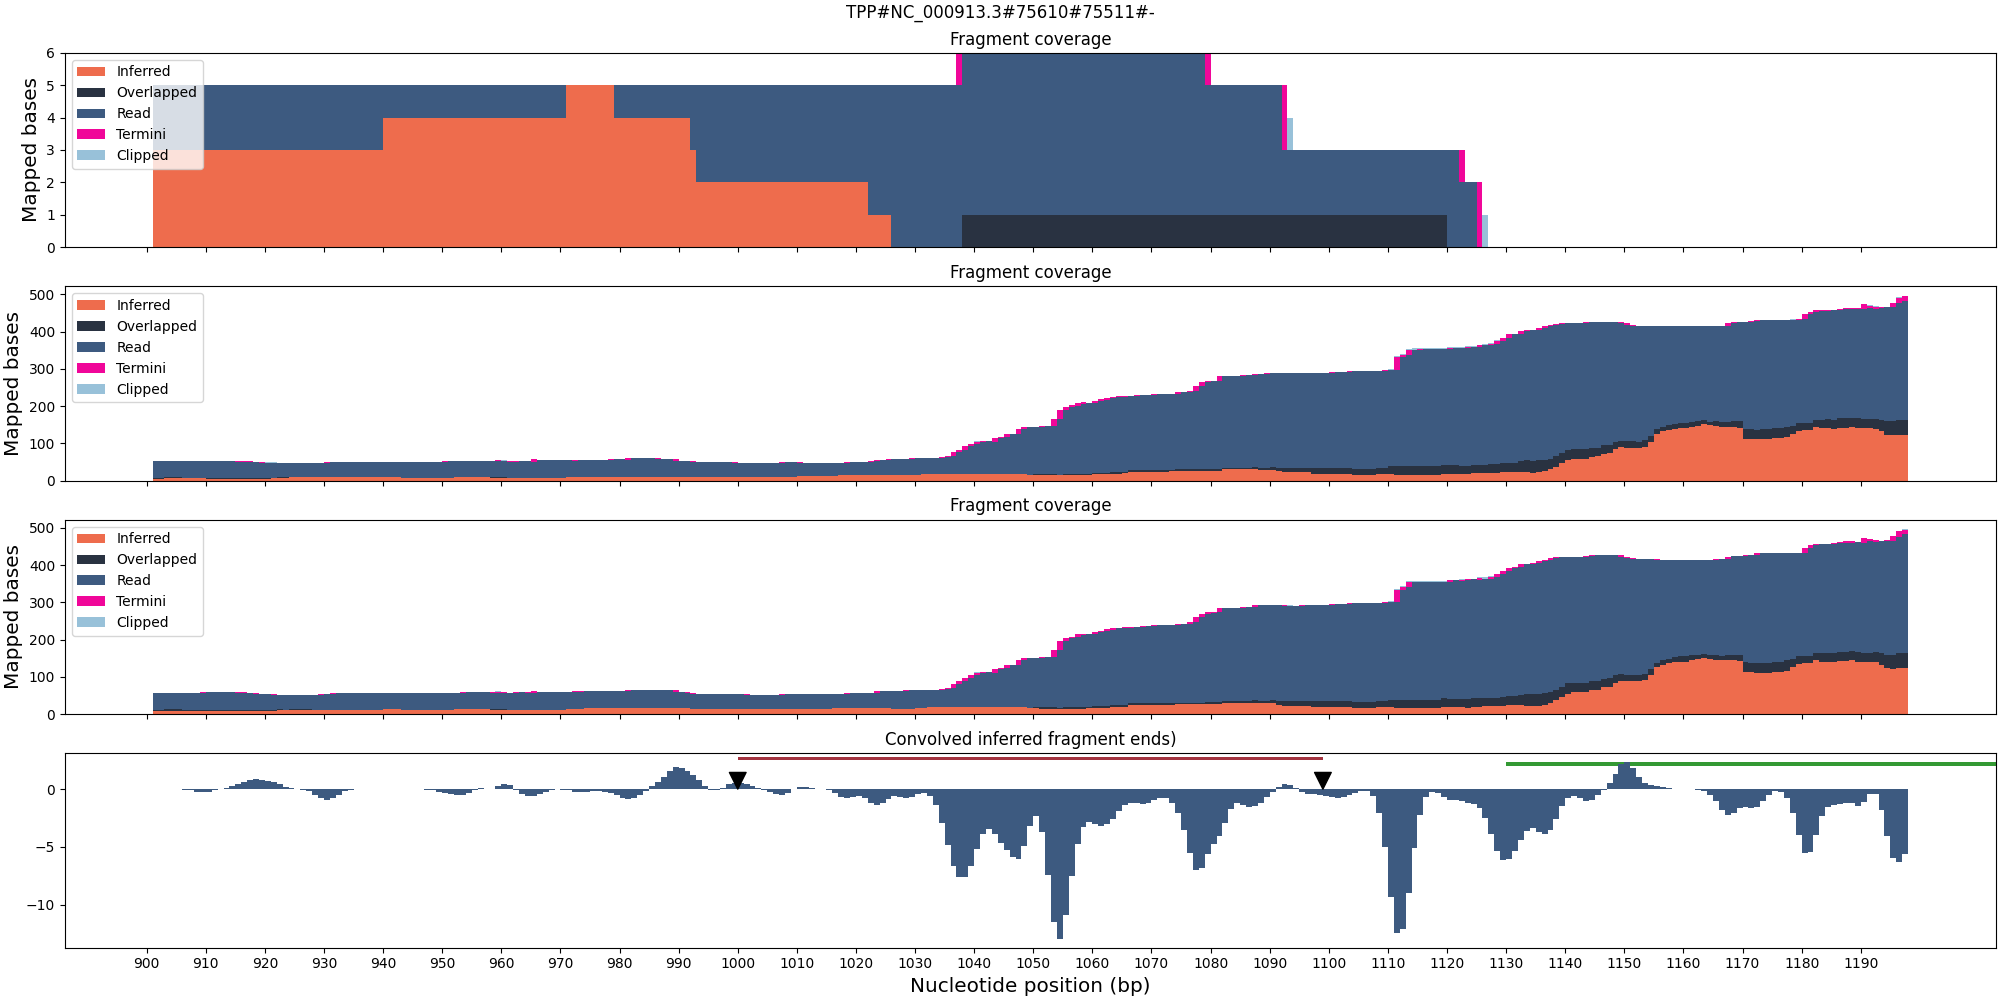 TPP#NC_000913.3#75610#75511#-
Fragment coverage
Mapped bases
6
5
4
3
2
1
0
Inferred
Overlapped
Read
Termini
Clipped
Fragment coverage
Mapped bases
500
400
300
200
100
0
Inferred
Overlapped
Read
Termini
Clipped
Fragment coverage
Mapped bases
500
400
300
200
100
0
Inferred
Overlapped
Read
Termini
Clipped
Convolved inferred fragment ends)
0
−5
−10
900 910 920 930 940 950 960 970 980 990 1000 1010 1020 1030 1040 1050 1060 1070 1080 1090 1100 1110 1120 1130 1140 1150 1160 1170 1180 1190
Nucleotide position (bp)